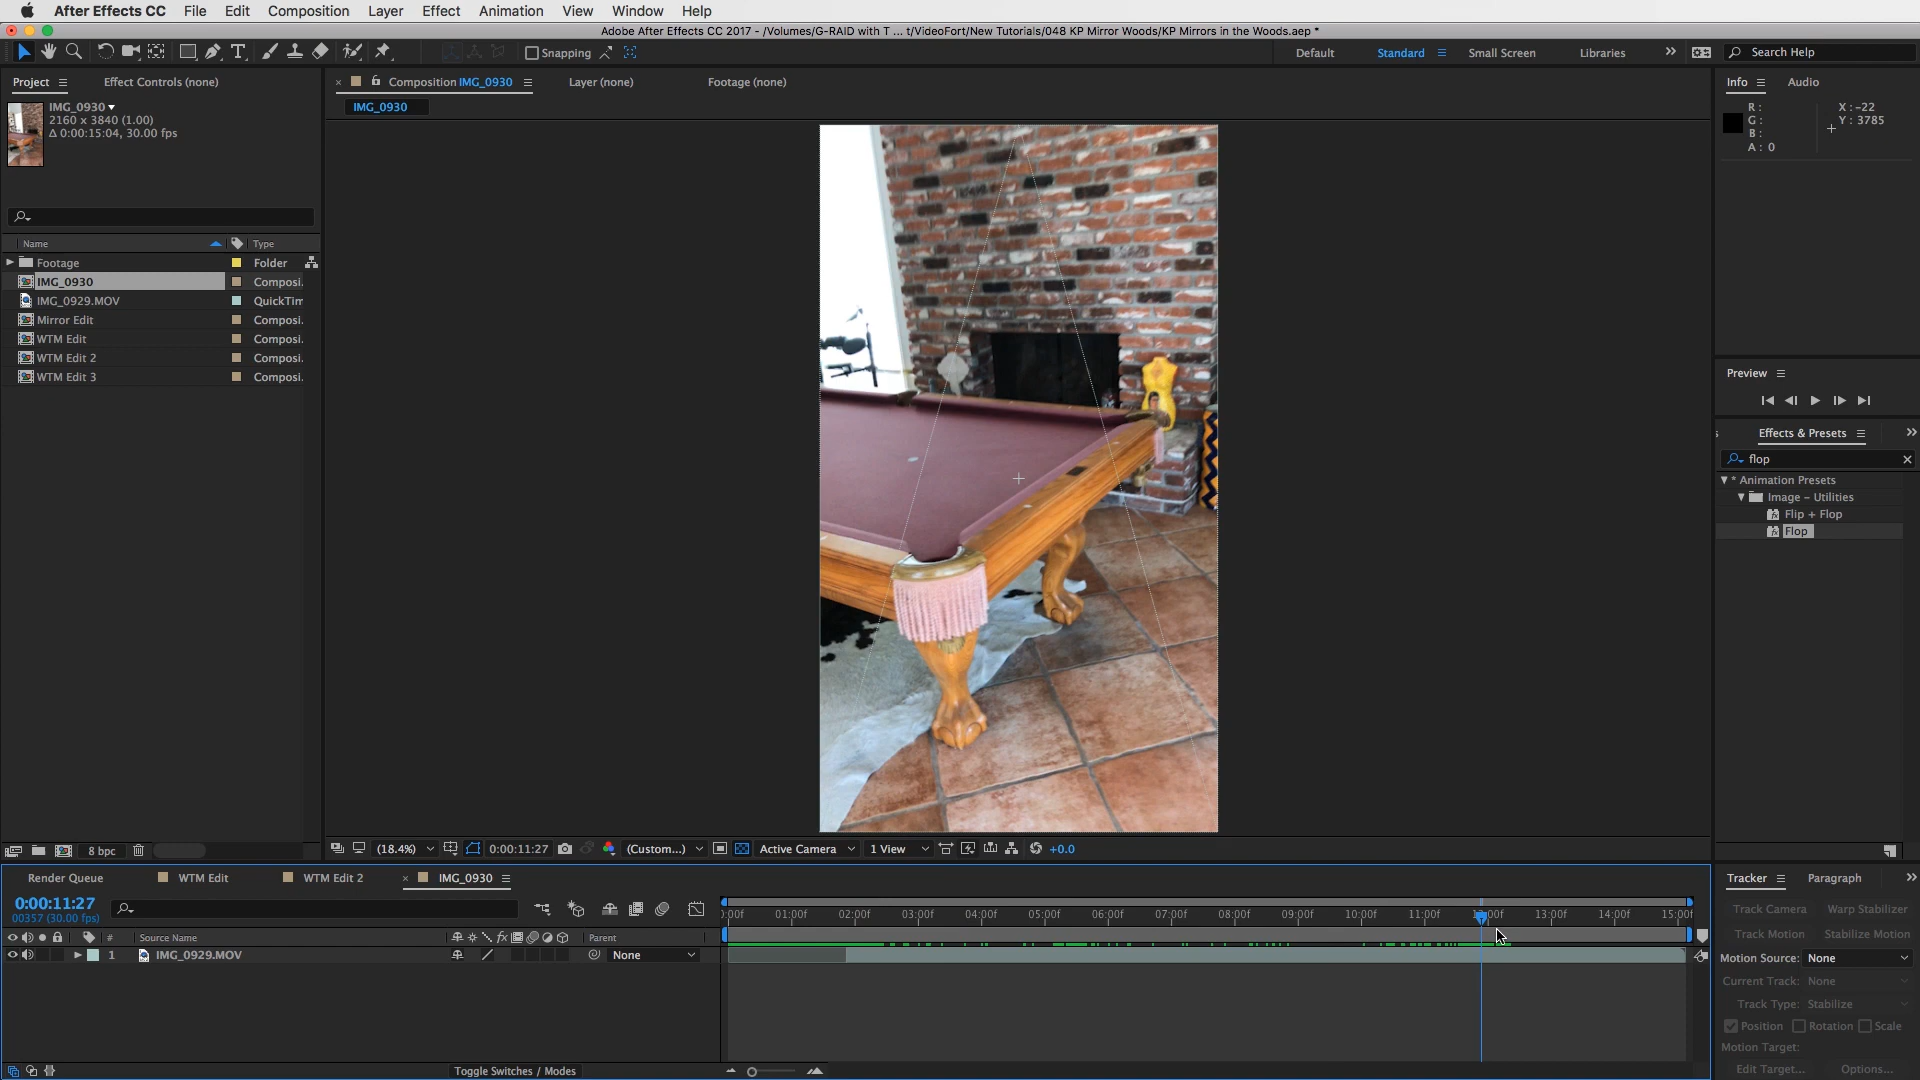 After Effects CC File Edit Composition Layer Effect Animation View Window Help
Adobe After Effects CC 2017 - /Volumes/G-RAID with T ... t/VideoFort/New Tutorials/048 KP Mirror Woods/KP Mirrors in the Woods.aep *
Snapping Default Standard Small Screen Libraries Search Help
Project Effect Controls (none) Composition IMG_0930 Layer (none) Footage (none) Info Audio
IMG_0930 IMG_0930 R: X: -22
2160 x 3840 (1.00) G: Y: 3785
Δ 0:00:15:04, 30.00 fps B:
A: 0
Name Type
Footage Folder
IMG_0930 Composi.
IMG_0929.MOV QuickTim
Mirror Edit Composi.
WTM Edit Composi.
WTM Edit 2 Composi.
WTM Edit 3 Composi.
Preview
Effects & Presets
flop
* Animation Presets
Image – Utilities
Flip + Flop
Flop
8 bpc (18.4%) 0:00:11:27 (Custom...) Active Camera 1 View +0.0
Render Queue WTM Edit WTM Edit 2 IMG_0930 Tracker Paragraph
0:00:11:27
00357 (30.00 fps)
):00f 01:00f 02:00f 03:00f 04:00f 05:00f 06:00f 07:00f 08:00f 09:00f 10:00f 11:00f 12:00f 13:00f 14:00f 15:00f
# Source Name Parent
1 IMG_0929.MOV None
Track Camera Warp Stabilizer
Track Motion Stabilize Motion
Motion Source: None
Current Track: None
Track Type: Stabilize
Position Rotation Scale
Motion Target:
Edit Target... Options...
Toggle Switches / Modes